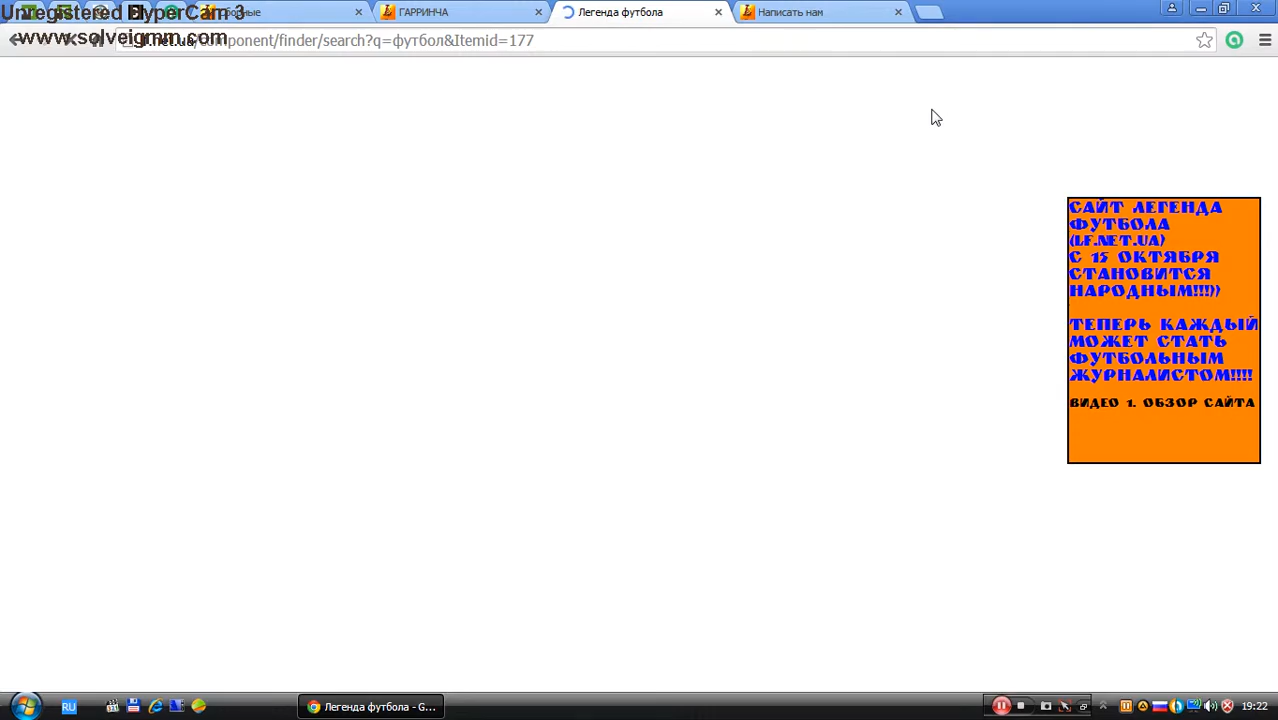 Unregistered HyperCam 3
www.solveigmm.com
ГАРРИНЧА
Легенда футбола
Написать нам
/component/finder/search?q=футбол&Itemid=177
САЙТ ЛЕГЕНДА
ФУТБОЛА
(LF.NET.UA)
С 15 ОКТЯБРЯ
СТАНОВИТСЯ
НАРОДНЫМ!!!))
ТЕПЕРЬ КАЖДЫЙ
МОЖЕТ СТАТЬ
ФУТБОЛЬНЫМ
ЖУРНАЛИСТОМ!!!!
ВИДЕО 1. ОБЗОР САЙТА
RU
Легенда футбола - G...
19:22